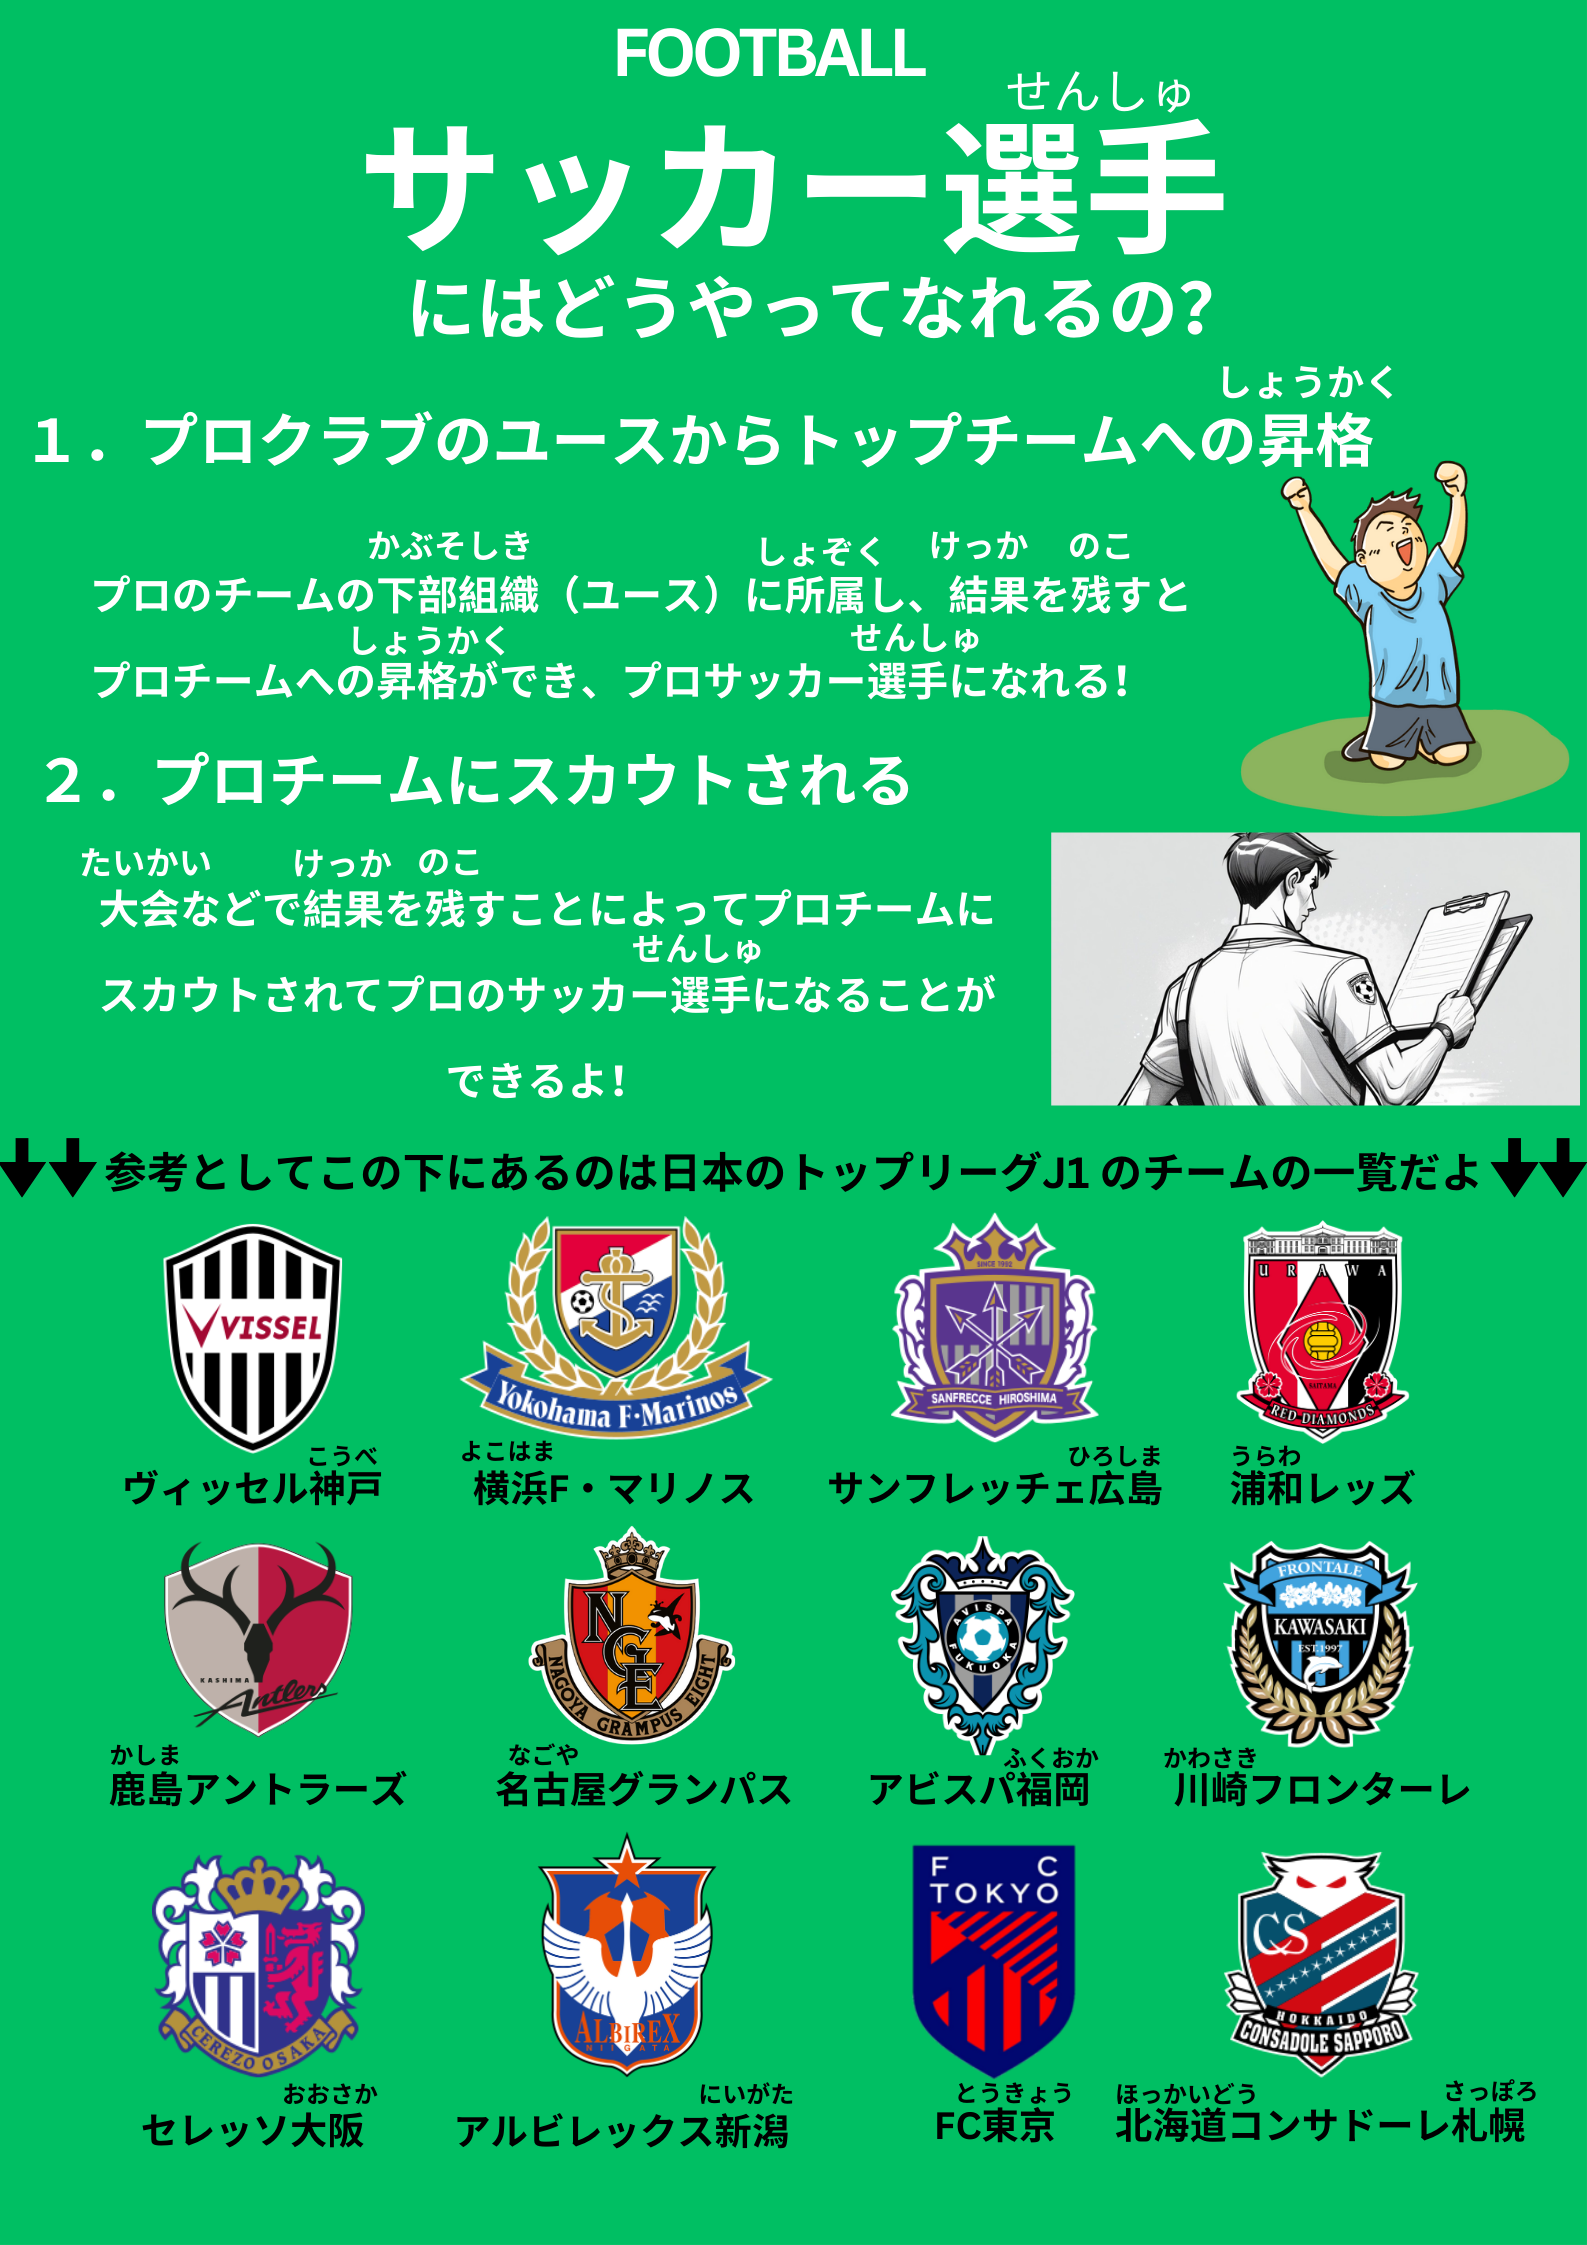 FOOTBALL
せんしゅ
サッカー選手
にはどうやってなれるの?
しょうかく
1．プロクラブのユースからトップチームへの昇格
かぶそしき　しょぞく　けっか　のこ
プロのチームの下部組織（ユース）に所属し、結果を残すと
しょうかく　せんしゅ
プロチームへの昇格ができ、プロサッカー選手になれる!
2．プロチームにスカウトされる
たいかい　けっか　のこ
大会などで結果を残すことによってプロチームに
せんしゅ
スカウトされてプロのサッカー選手になることが
できるよ!
参考としてこの下にあるのは日本のトップリーグJ1のチームの一覧だよ
VISSEL
Yokohama F·Marinos
SINCE 1992
SANFRECCE HIROSHIMA
URAWA
SAITAMA
RED DIAMONDS
こうべ
ヴィッセル神戸
よこはま
横浜F・マリノス
ひろしま
サンフレッチェ広島
うらわ
浦和レッズ
KASHIMA
Antlers
NGE
NAGOYA GRAMPUS EIGHT
AVISPA
FUKUOKA
FRONTALE
KAWASAKI
EST.1997
かしま
鹿島アントラーズ
なごや
名古屋グランパス
ふくおか
アビスパ福岡
かわさき
川崎フロンターレ
CEREZO OSAKA
ALBIREX
NIIGATA
F C
TOKYO
CS
HOKKAIDO
CONSADOLE SAPPORO
おおさか
セレッソ大阪
にいがた
アルビレックス新潟
とうきょう
FC東京
ほっかいどう　さっぽろ
北海道コンサドーレ札幌